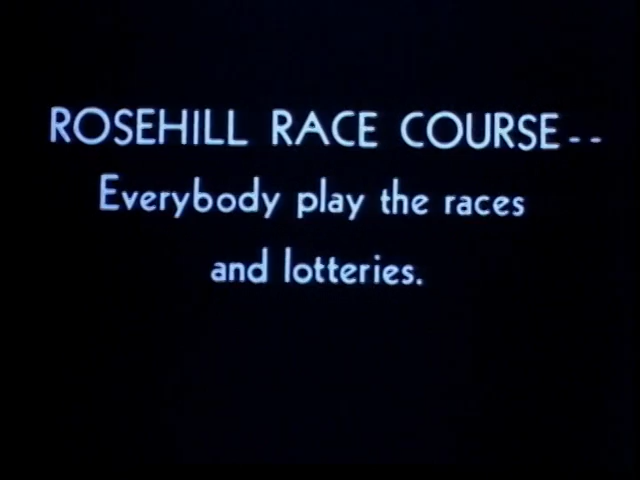 ROSEHILL RACE COURSE--
Everybody play the races
and lotteries.